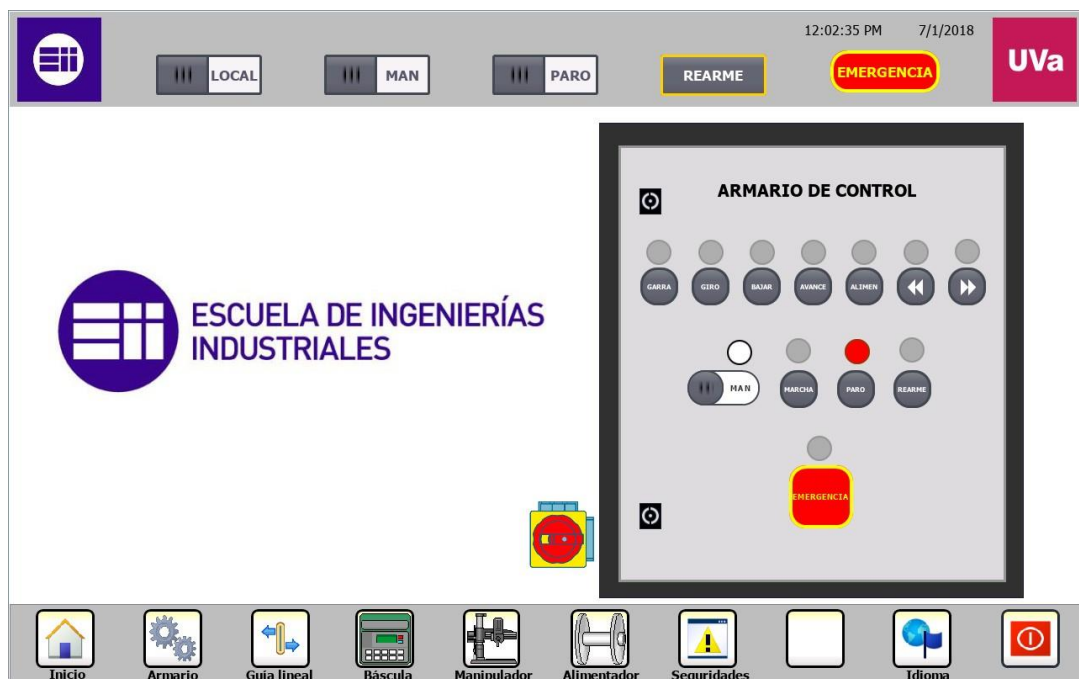 12:02:35 PM 7/1/2018
LOCAL MAN PARO REARME EMERGENCIA UVa
ARMARIO DE CONTROL
GARRA GIRO BAJAR AVANCE ALIMEN
ESCUELA DE INGENIERÍAS
INDUSTRIALES
MAN MARCHA PARO REARME
EMERGENCIA
Inicio Armario Guía lineal Báscula Manipulador Alimentador Seguridades Idioma